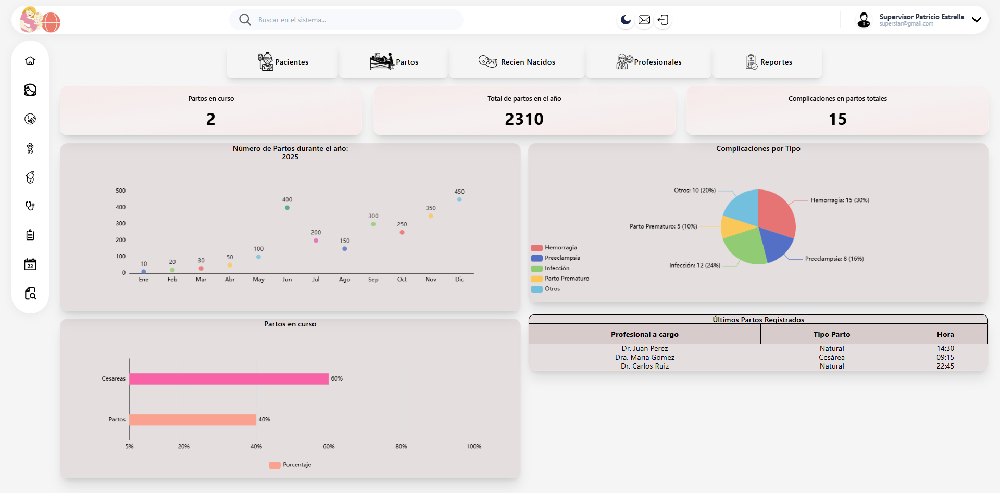 Buscar en el sistema...
Supervisor Patricio Estrella
superstar@gmail.com
Pacientes
Partos
Recien Nacidos
Profesionales
Reportes
Partos en curso
2
Total de partos en el año
2310
Complicaciones en partos totales
15
Número de Partos durante el año:
2025
500
400
300
200
100
0
10
20
30
50
100
400
200
150
300
250
350
450
Ene
Feb
Mar
Abr
May
Jun
Jul
Ago
Sep
Oct
Nov
Dic
Complicaciones por Tipo
Otros: 10 (20%)
Hemorragia: 15 (30%)
Parto Prematuro: 5 (10%)
Preeclampsia: 8 (16%)
Infección: 12 (24%)
Hemorragia
Preeclampsia
Infección
Parto Prematuro
Otros
23
Partos en curso
Cesareas
60%
Partos
40%
5%
20%
40%
60%
80%
100%
Porcentaje
Últimos Partos Registrados
Profesional a cargo Tipo Parto Hora
Dr. Juan Perez Natural 14:30
Dra. Maria Gomez Cesárea 09:15
Dr. Carlos Ruiz Natural 22:45